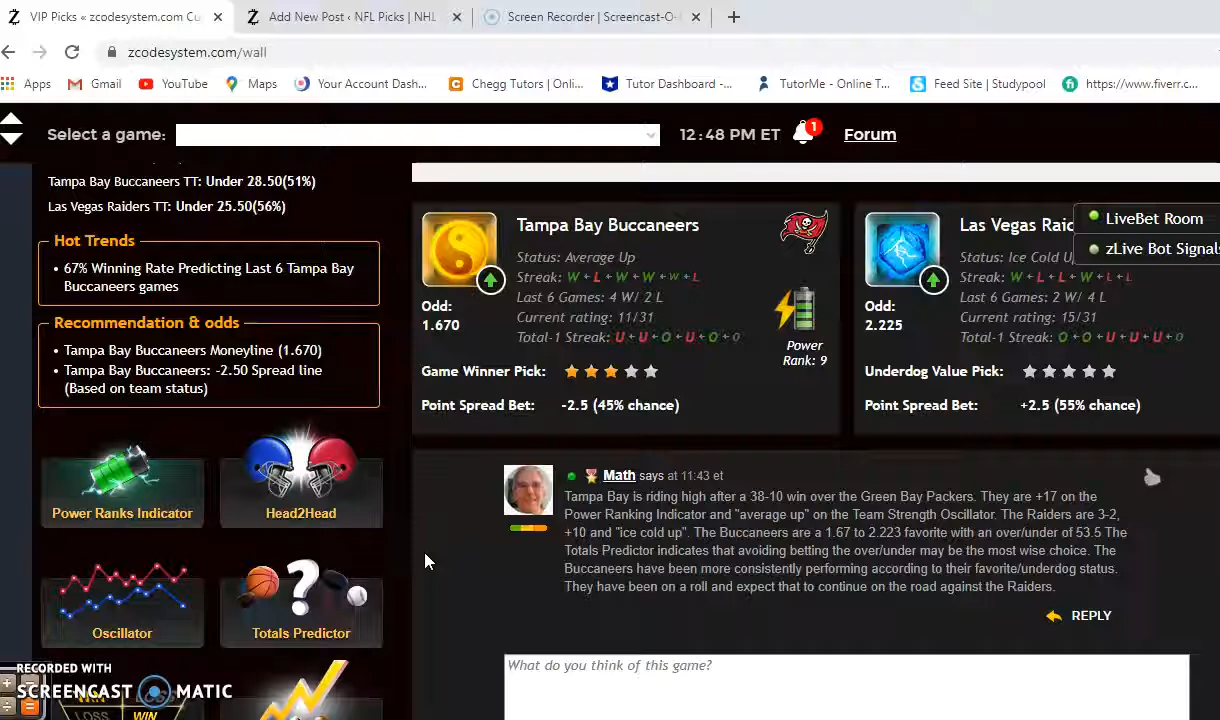 VIP Picks « zcodesystem.com Cu
Add New Post ‹ NFL Picks | NHL
Screen Recorder | Screencast-O-
zcodesystem.com/wall
Apps
Gmail
YouTube
Maps
Your Account Dash...
Chegg Tutors | Onli...
Tutor Dashboard -...
TutorMe - Online T...
Feed Site | Studypool
https://www.fiverr.c...
Select a game:
12:48 PM ET
1
Forum
Tampa Bay Buccaneers TT: Under 28.50(51%)
Las Vegas Raiders TT: Under 25.50(56%)
Hot Trends
• 67% Winning Rate Predicting Last 6 Tampa Bay
Buccaneers games
Recommendation & odds
• Tampa Bay Buccaneers Moneyline (1.670)
• Tampa Bay Buccaneers: -2.50 Spread line
(Based on team status)
Power Ranks Indicator
Head2Head
Oscillator
Totals Predictor
LOSS
WIN
RECORDED WITH
SCREENCAST MATIC
Tampa Bay Buccaneers
Status: Average Up
Streak: W L W W W L
Last 6 Games: 4 W/ 2 L
Current rating: 11/31
Total-1 Streak: U U O U O O
Odd:
1.670
Power
Rank: 9
Game Winner Pick:
Point Spread Bet: -2.5 (45% chance)
Las Vegas Raid
Status: Ice Cold U
Streak: W L L W L L
Last 6 Games: 2 W/ 4 L
Current rating: 15/31
Total-1 Streak: O O U U U O
Odd:
2.225
Underdog Value Pick:
Point Spread Bet: +2.5 (55% chance)
LiveBet Room
zLive Bot Signals
Math says at 11:43 et
Tampa Bay is riding high after a 38-10 win over the Green Bay Packers. They are +17 on the
Power Ranking Indicator and "average up" on the Team Strength Oscillator. The Raiders are 3-2,
+10 and "ice cold up". The Buccaneers are a 1.67 to 2.223 favorite with an over/under of 53.5 The
Totals Predictor indicates that avoiding betting the over/under may be the most wise choice. The
Buccaneers have been more consistently performing according to their favorite/underdog status.
They have been on a roll and expect that to continue on the road against the Raiders.
REPLY
What do you think of this game?